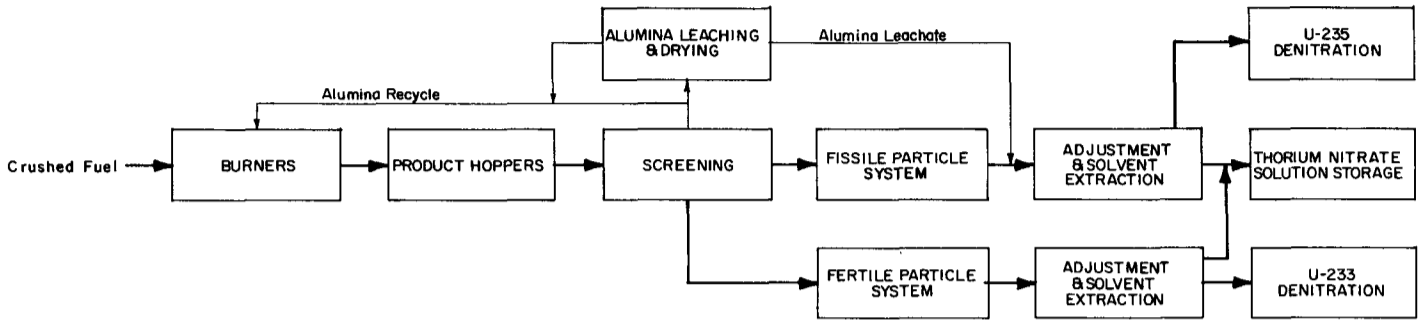 ALUMINA LEACHING
& DRYING
Alumina Leachate
U-235
DENITRATION
Alumina Recycle
Crushed Fuel
BURNERS
PRODUCT HOPPERS
SCREENING
FISSILE PARTICLE
SYSTEM
ADJUSTMENT
& SOLVENT
EXTRACTION
THORIUM NITRATE
SOLUTION STORAGE
FERTILE PARTICLE
SYSTEM
ADJUSTMENT
& SOLVENT
EXTRACTION
U-233
DENITRATION